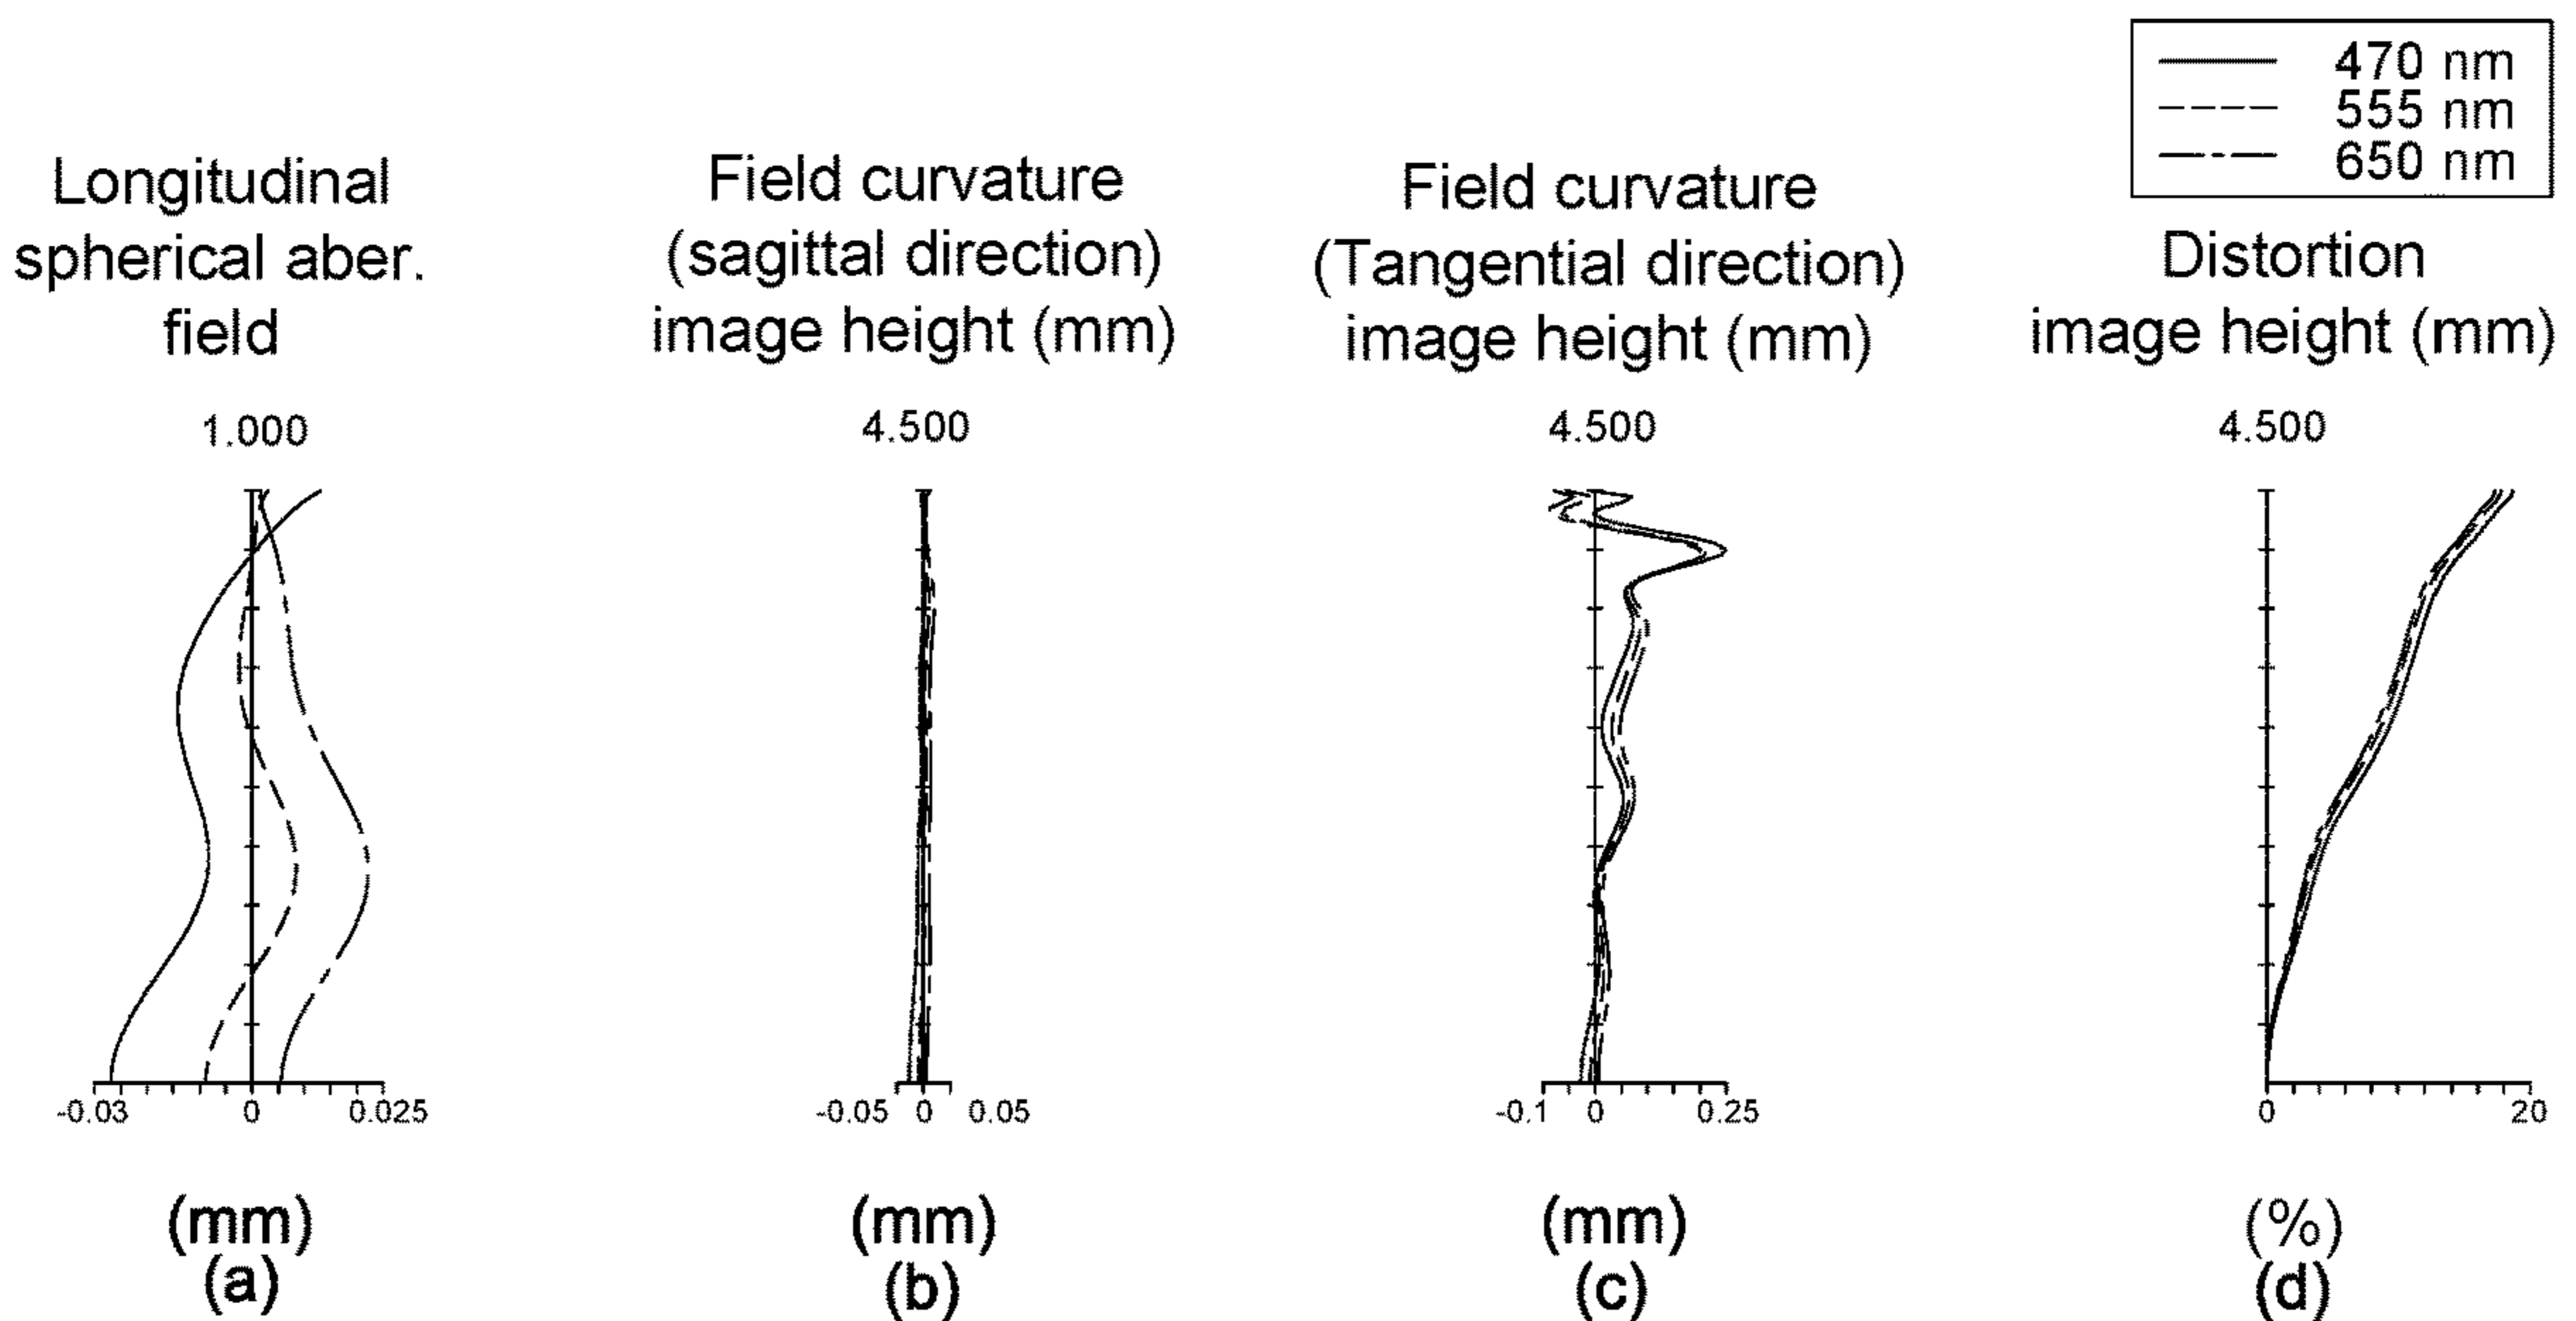 470 nm
555 nm
650 nm
Longitudinal
spherical aber.
field
1.000
-0.03 0 0.025
(mm)
(a)
Field curvature
(sagittal direction)
image height (mm)
4.500
-0.05 0 0.05
(mm)
(b)
Field curvature
(Tangential direction)
image height (mm)
4.500
-0.1 0 0.25
(mm)
(c)
Distortion
image height (mm)
4.500
0 20
(%)
(d)